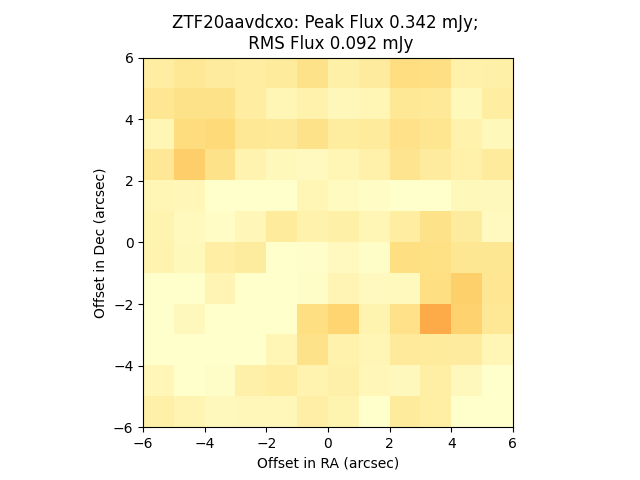 ZTF20aavdcxo: Peak Flux 0.342 mJy;
RMS Flux 0.092 mJy
6
4
2
0
−2
−4
−6
Offset in Dec (arcsec)
−6 −4 −2 0 2 4 6
Offset in RA (arcsec)